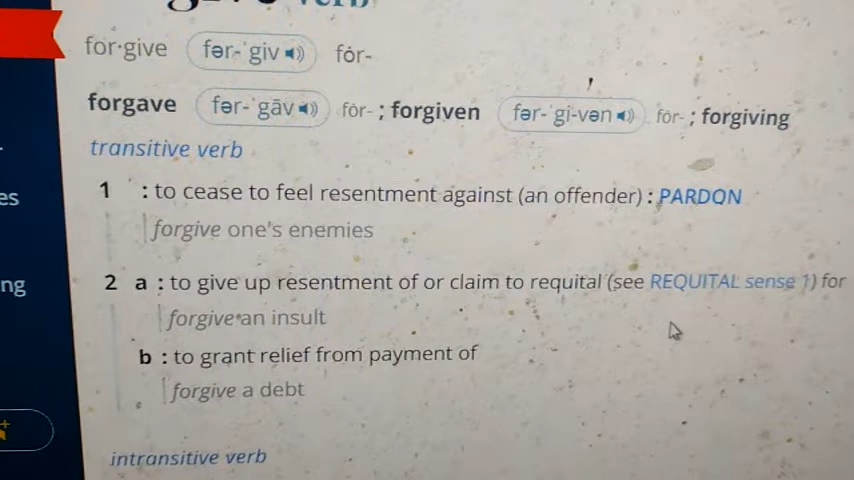 for·give fər-ˈgiv fȯr-
forgave fər-ˈgāv fȯr- ; forgiven fər-ˈgi-vən fȯr- ; forgiving
transitive verb
1 : to cease to feel resentment against (an offender) : PARDON
forgive one's enemies
es
2 a : to give up resentment of or claim to requital (see REQUITAL sense 1) for
ng
forgive an insult
b : to grant relief from payment of
forgive a debt
intransitive verb